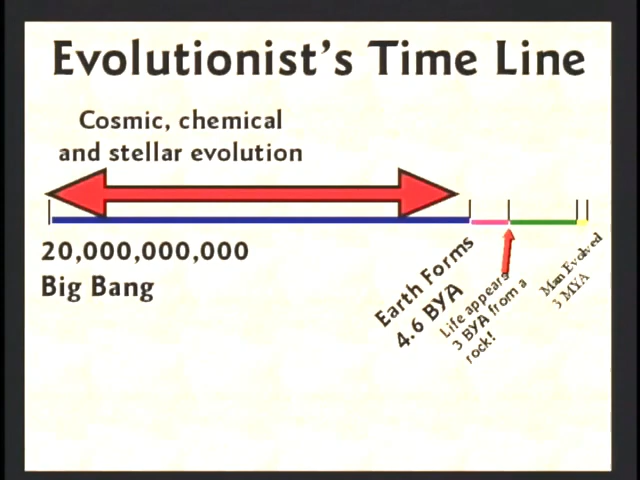 Evolutionist's Time Line
Cosmic, chemical
and stellar evolution
20,000,000,000
Big Bang
Earth Forms
4.6 BYA
Life appears
3 BYA from a
rock!
Man Evolved
3 MYA